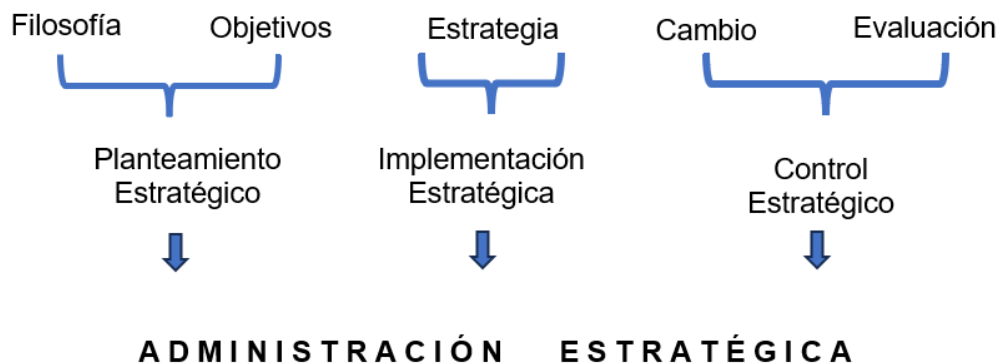 Filosofía Objetivos Estrategia Cambio Evaluación
Planteamiento Estratégico
Implementación Estratégica
Control Estratégico
ADMINISTRACIÓN ESTRATÉGICA